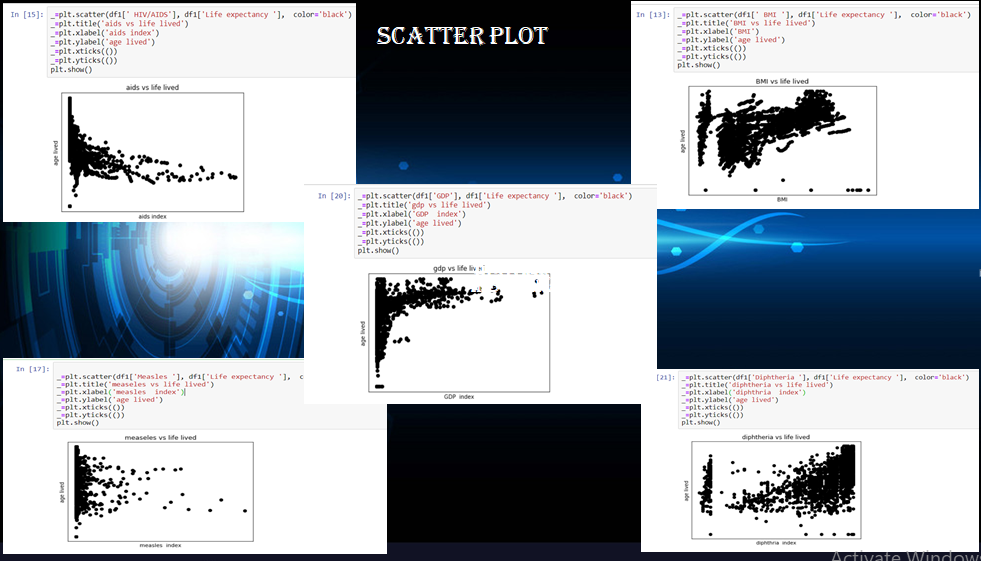 SCATTER PLOT
In [15]: _=plt.scatter(df1[' HIV/AIDS'], df1['Life expectancy '],  color='black')
_=plt.title('aids vs life lived')
_=plt.xlabel('aids index')
_=plt.ylabel('age lived')
_=plt.xticks(())
_=plt.yticks(())
plt.show()
aids vs life lived
age lived
aids index
In [13]: _=plt.scatter(df1[' BMI '], df1['Life expectancy '],  color='black')
_=plt.title('BMI vs life lived')
_=plt.xlabel('BMI')
_=plt.ylabel('age lived')
_=plt.xticks(())
_=plt.yticks(())
plt.show()
BMI vs life lived
age lived
BMI
In [20]: _=plt.scatter(df1['GDP'], df1['Life expectancy '],  color='black')
_=plt.title('gdp vs life lived')
_=plt.xlabel('GDP  index')
_=plt.ylabel('age lived')
_=plt.xticks(())
_=plt.yticks(())
plt.show()
gdp vs life
age lived
GDP index
In [17]: _=plt.scatter(df1['Measles '], df1['Life expectancy '],  c
_=plt.title('measeles vs life lived')
_=plt.xlabel('measles  index')
_=plt.ylabel('age lived')
_=plt.xticks(())
_=plt.yticks(())
plt.show()
measeles vs life lived
age lived
measles index
[21]: _=plt.scatter(df1['Diphtheria '], df1['Life expectancy '],  color='black')
_=plt.title('diphtheria vs life lived')
_=plt.xlabel('diphthria  index')
_=plt.ylabel('age lived')
_=plt.xticks(())
_=plt.yticks(())
plt.show()
diphtheria vs life lived
age lived
diphthria index
Activate Windows